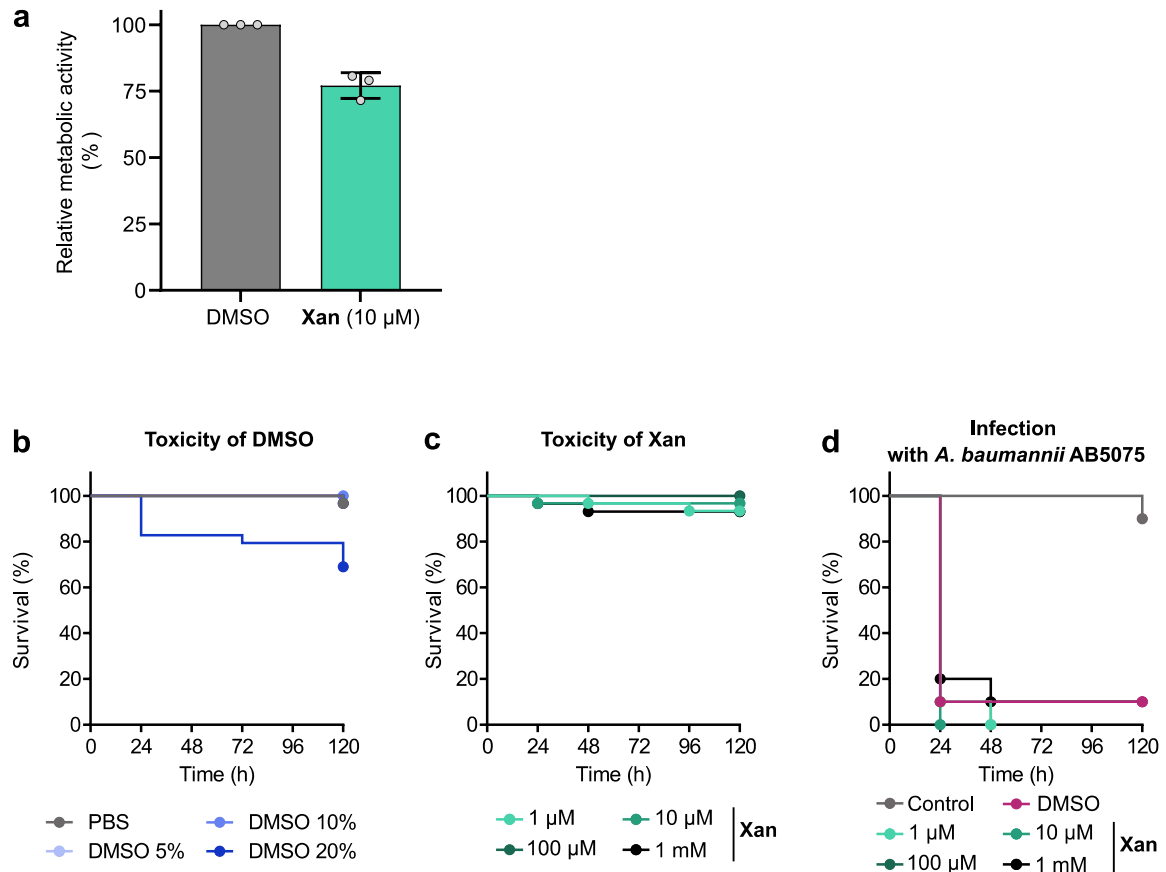 a
Relative metabolic activity
(%)
100
75
50
25
0
DMSO
Xan (10 µM)
b
Toxicity of DMSO
Survival (%)
100
80
60
40
20
0
0 24 48 72 96 120
Time (h)
PBS
DMSO 10%
DMSO 5%
DMSO 20%
c
Toxicity of Xan
Survival (%)
100
80
60
40
20
0
0 24 48 72 96 120
Time (h)
1 µM
10 µM
100 µM
1 mM
Xan
d
Infection
with A. baumannii AB5075
Survival (%)
100
80
60
40
20
0
0 24 48 72 96 120
Time (h)
Control
DMSO
1 µM
10 µM
100 µM
1 mM
Xan